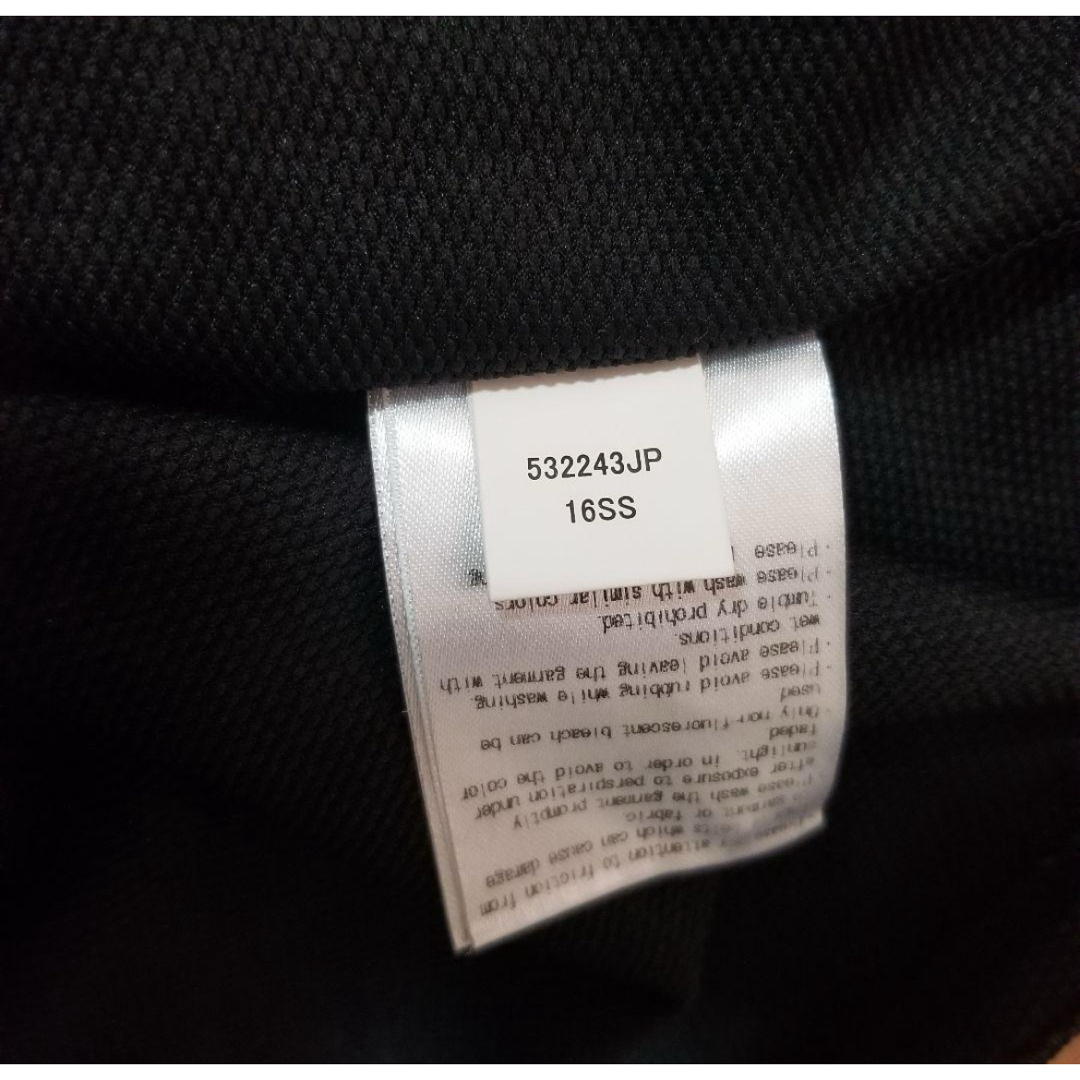 532243JP
16SS
attention to friction from
which can cause damage
to garment or fabric.
· Please wash the garment promptly
after exposure to perspiration under
sunlight. in order to avoid the color
faded
· Only non-fluorescent bleach can be
used
· Please avoid rubbing while washing.
· Please avoid leaving the garment with
wet conditions.
· Tumble dry prohibited.
· Please wash with similar colors
· Please